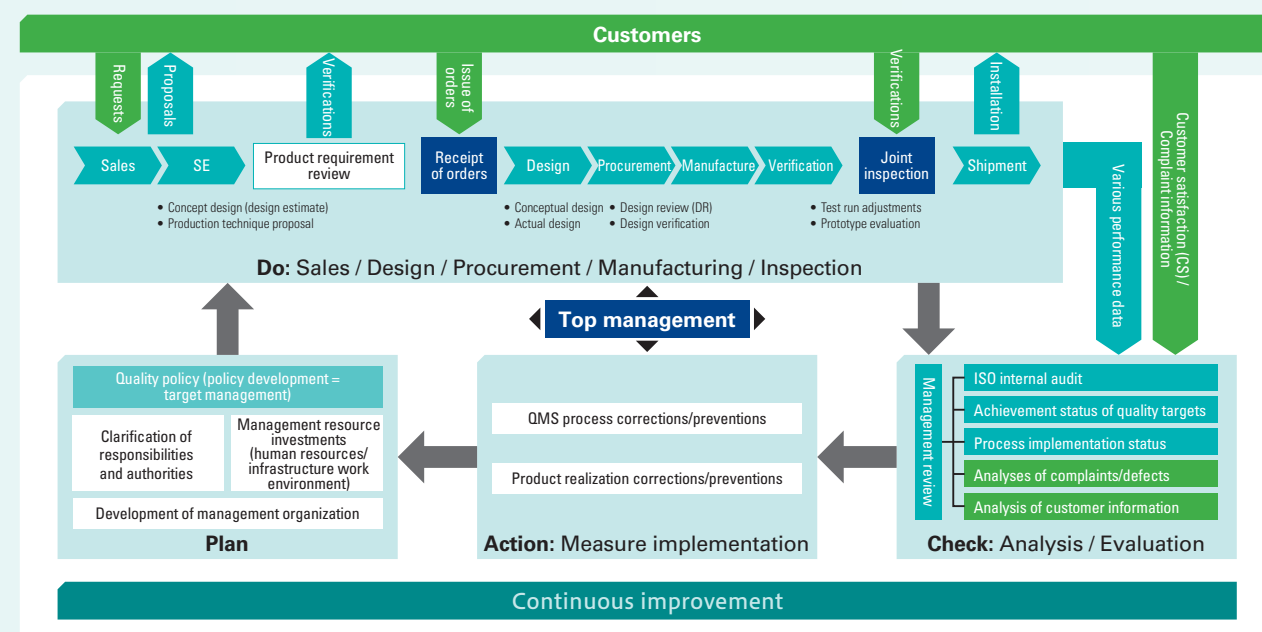 Customers
Requests
Proposals
Verifications
Issue of
orders
Verifications
Installation
Customer satisfaction (CS) /
Complaint information
Various performance data
Sales
SE
Product requirement
review
Receipt
of orders
Design
Procurement
Manufacture
Verification
Joint
inspection
Shipment
• Concept design (design estimate)
• Production technique proposal
• Conceptual design
• Actual design
• Design review (DR)
• Design verification
• Test run adjustments
• Prototype evaluation
Do: Sales / Design / Procurement / Manufacturing / Inspection
Top management
Quality policy (policy development =
target management)
Clarification of
responsibilities
and authorities
Management resource
investments
(human resources/
infrastructure work
environment)
Development of management organization
Plan
QMS process corrections/preventions
Product realization corrections/preventions
Action: Measure implementation
Management review
ISO internal audit
Achievement status of quality targets
Process implementation status
Analyses of complaints/defects
Analysis of customer information
Check: Analysis / Evaluation
Continuous improvement